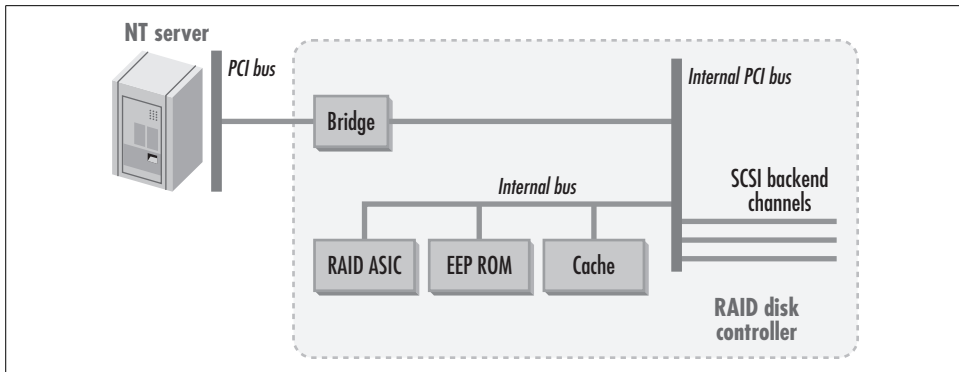 NT server
PCI bus
Internal PCI bus
Bridge
Internal bus
SCSI backend
channels
RAID ASIC
EEP ROM
Cache
RAID disk
controller